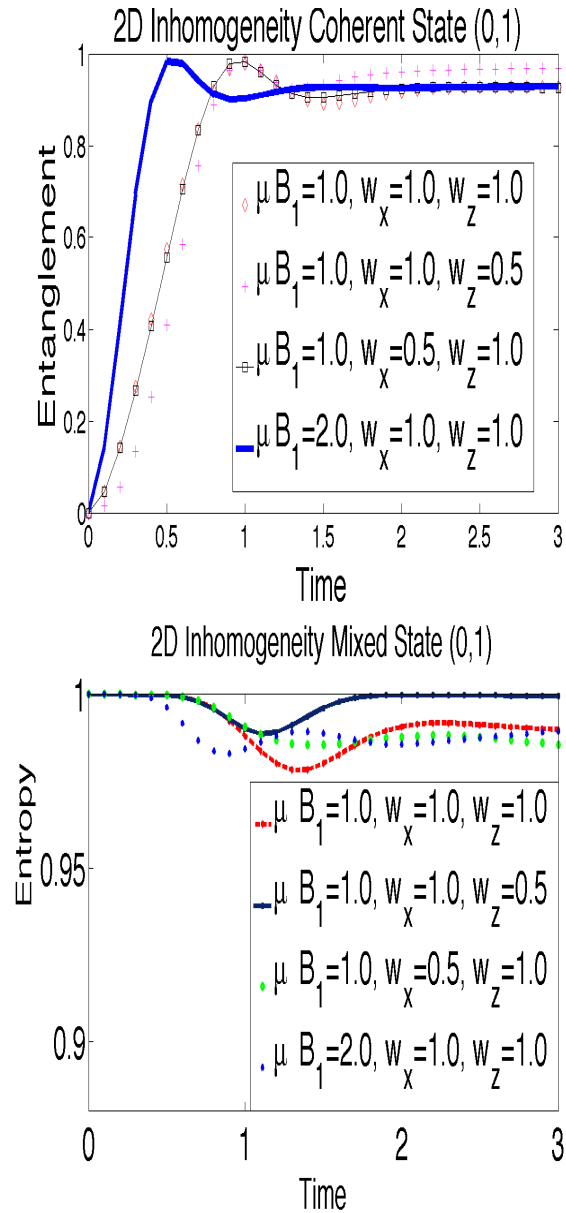 2D Inhomogeneity Coherent State (0,1)
Entanglement
1
0.8
0.6
0.4
0.2
0
μ B1=1.0, wx=1.0, wz=1.0
μ B1=1.0, wx=1.0, wz=0.5
μ B1=1.0, wx=0.5, wz=1.0
μ B1=2.0, wx=1.0, wz=1.0
0 0.5 1 1.5 2 2.5 3
Time
2D Inhomogeneity Mixed State (0,1)
Entropy
1
0.95
0.9
μ B1=1.0, wx=1.0, wz=1.0
μ B1=1.0, wx=1.0, wz=0.5
μ B1=1.0, wx=0.5, wz=1.0
μ B1=2.0, wx=1.0, wz=1.0
0 1 2 3
Time